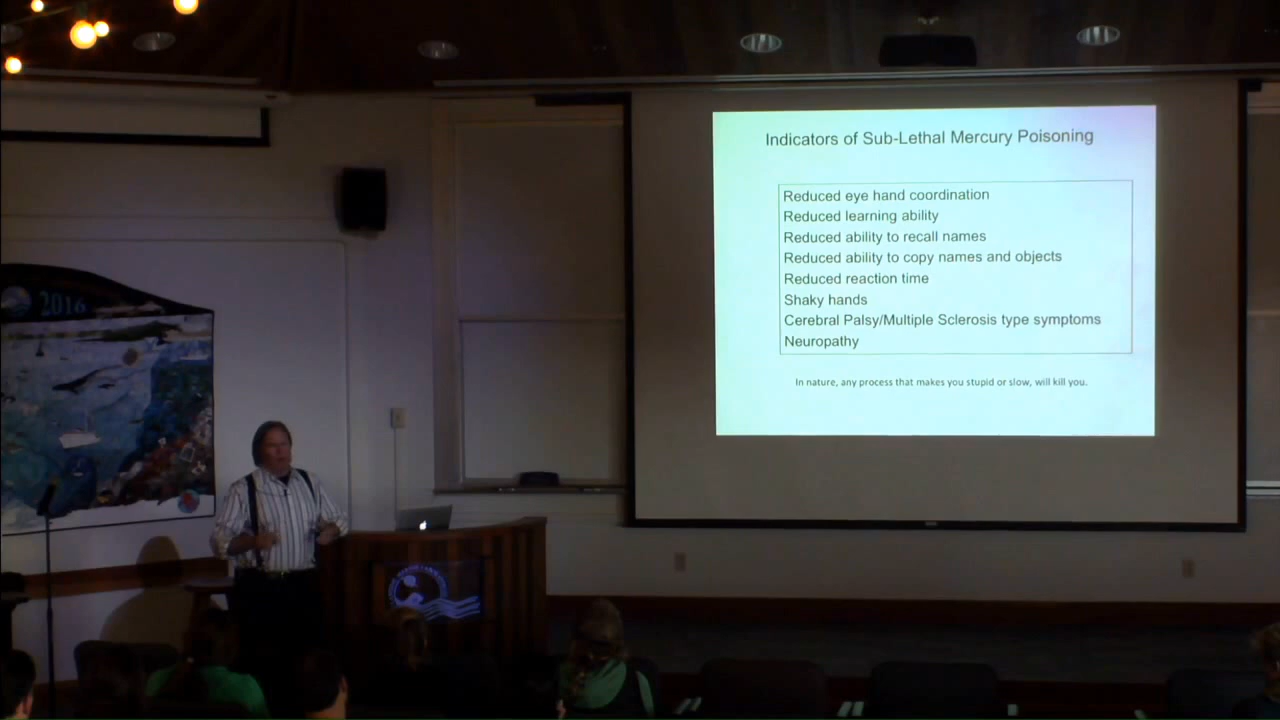 Indicators of Sub-Lethal Mercury Poisoning
Reduced eye hand coordination
Reduced learning ability
Reduced ability to recall names
Reduced ability to copy names and objects
Reduced reaction time
Shaky hands
Cerebral Palsy/Multiple Sclerosis type symptoms
Neuropathy
In nature, any process that makes you stupid or slow, will kill you.
2016